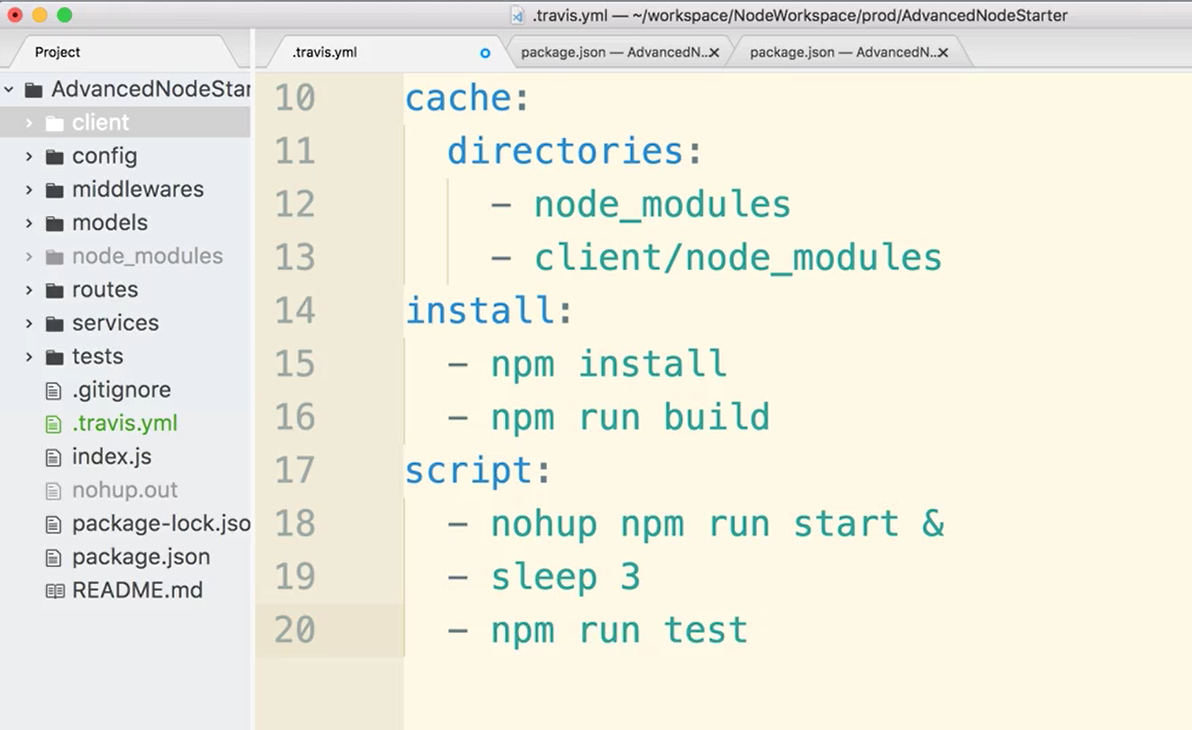 .travis.yml — ~/workspace/NodeWorkspace/prod/AdvancedNodeStarter
Project
.travis.yml
package.json — AdvancedN..
package.json — AdvancedN..
AdvancedNodeStar
client
config
middlewares
models
node_modules
routes
services
tests
.gitignore
.travis.yml
index.js
nohup.out
package-lock.jso
package.json
README.md
10 cache:
11 directories:
12 - node_modules
13 - client/node_modules
14 install:
15 - npm install
16 - npm run build
17 script:
18 - nohup npm run start &
19 - sleep 3
20 - npm run test